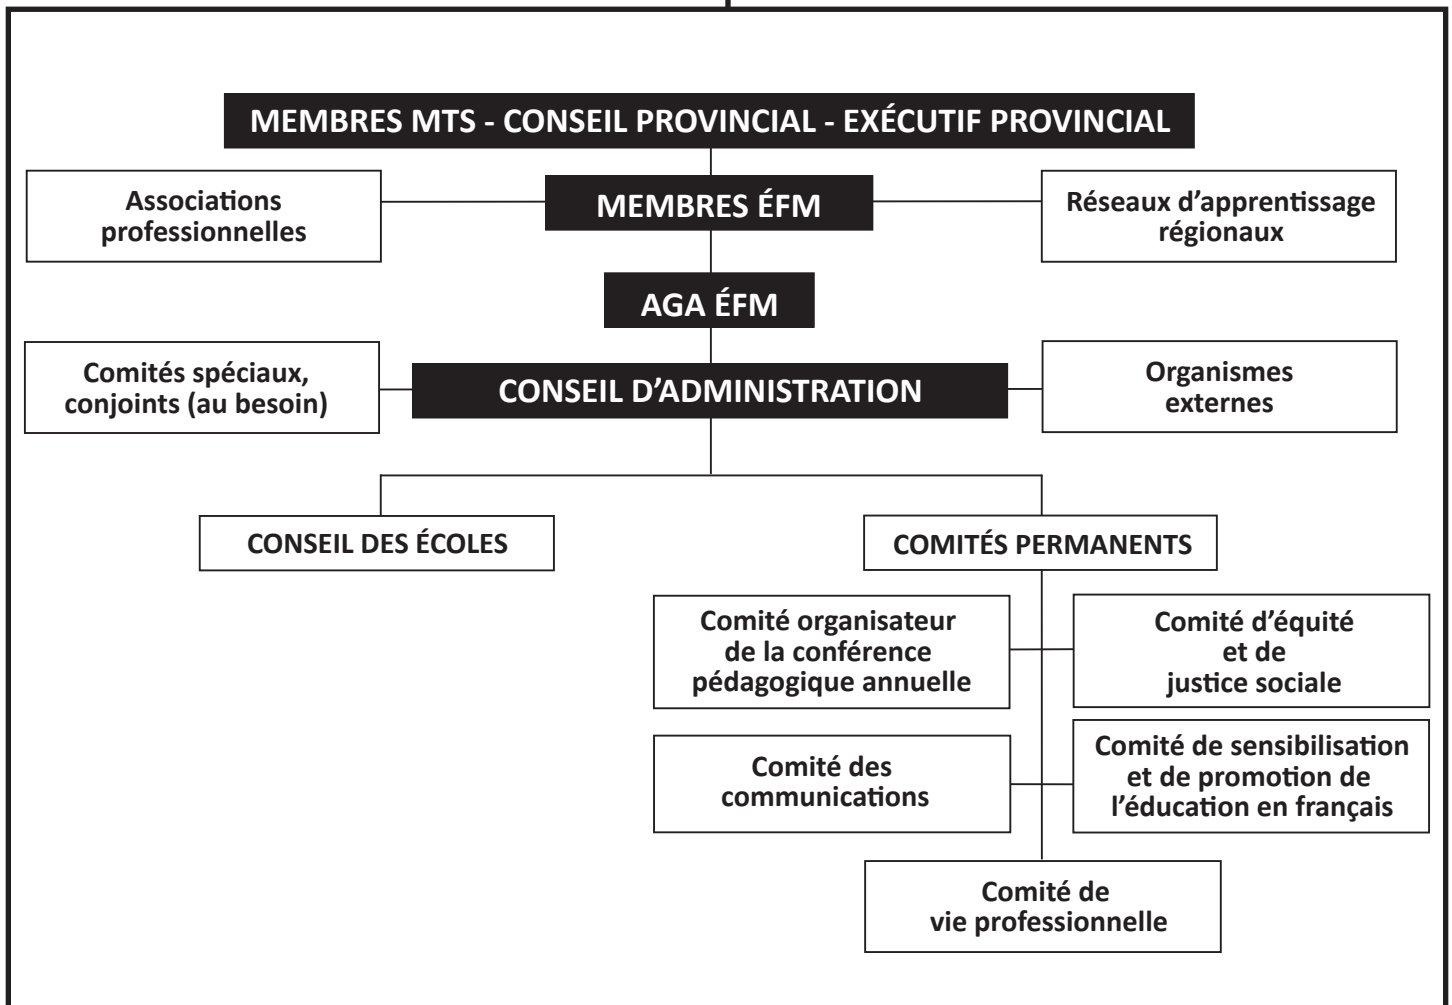 MEMBRES MTS - CONSEIL PROVINCIAL - EXÉCUTIF PROVINCIAL
Associations
professionnelles
MEMBRES ÉFM
Réseaux d'apprentissage
régionaux
AGA ÉFM
Comités spéciaux,
conjoints (au besoin)
CONSEIL D'ADMINISTRATION
Organismes
externes
CONSEIL DES ÉCOLES
COMITÉS PERMANENTS
Comité organisateur
de la conférence
pédagogique annuelle
Comité d'équité
et de
justice sociale
Comité des
communications
Comité de sensibilisation
et de promotion de
l'éducation en français
Comité de
vie professionnelle